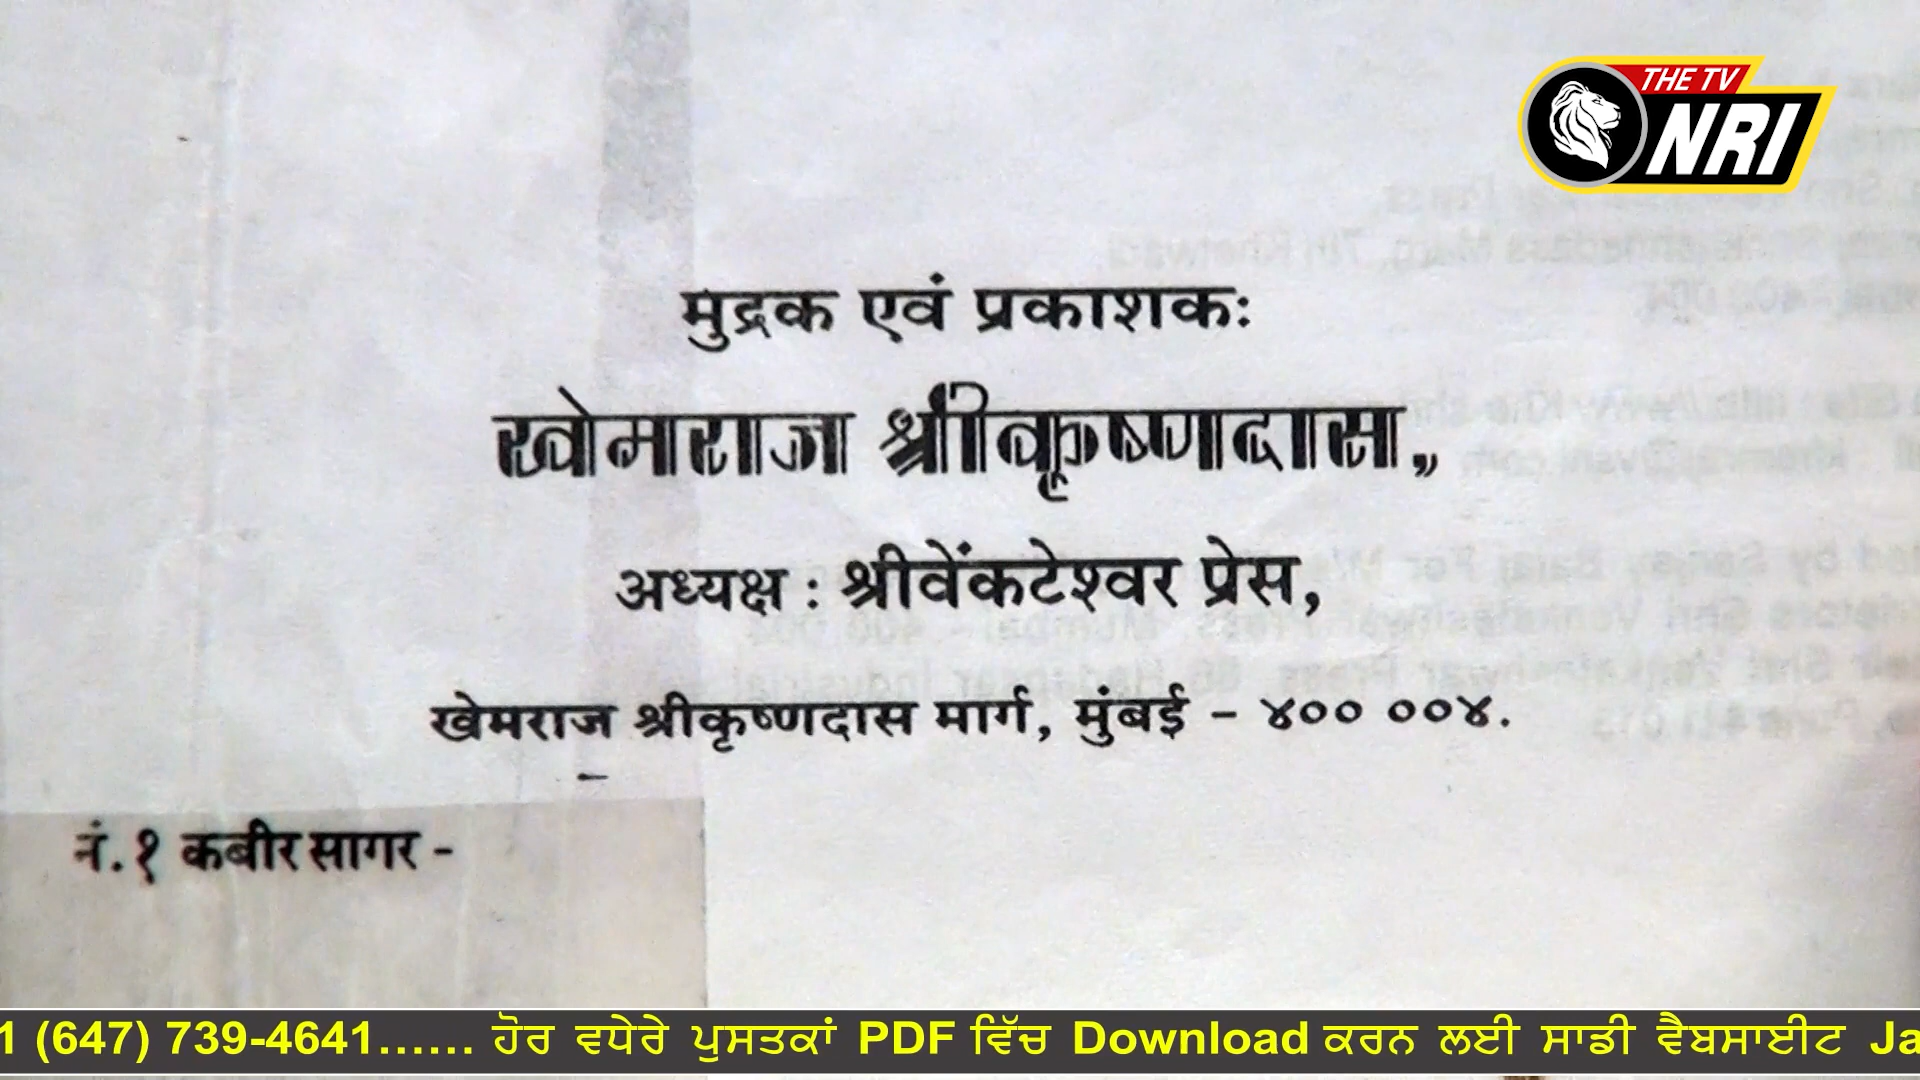 THE TV
NRI
मुद्रक एवं प्रकाशकः
खेमराज श्रीकृष्णदास,,
अध्यक्ष : श्रीवेंकटेश्वर प्रेस,
खेमराज श्रीकृष्णदास मार्ग, मुंबई - ४०० ००४.
नं. १ कबीर सागर -
1 (647) 739-4641...... ਹੋਰ ਵਧੇਰੇ ਪੁਸਤਕਾਂ PDF ਵਿੱਚ Download ਕਰਨ ਲਈ ਸਾਡੀ ਵੈਬਸਾਈਟ Ja